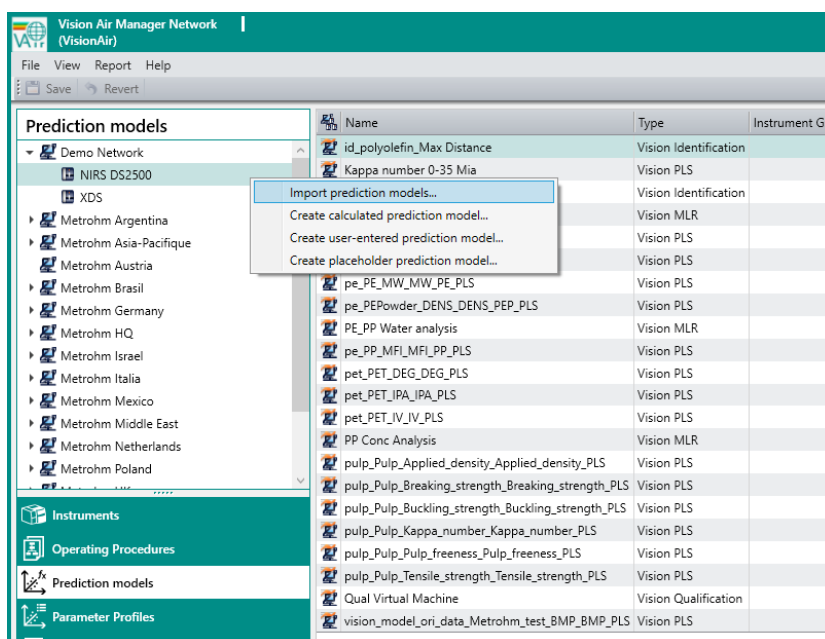 Vision Air Manager Network
(VisionAir)
VAir
File View Report Help
Save Revert
Prediction models
Demo Network
NIRS DS2500
XDS
Metrohm Argentina
Metrohm Asia-Pacifique
Metrohm Austria
Metrohm Brasil
Metrohm Germany
Metrohm HQ
Metrohm Israel
Metrohm Italia
Metrohm Mexico
Metrohm Middle East
Metrohm Netherlands
Metrohm Poland
Instruments
Operating Procedures
Prediction models
Parameter Profiles
Name Type Instrument G
id_polyolefin_Max Distance Vision Identification
Kappa number 0-35 Mia Vision PLS
Vision Identification
Vision MLR
Vision PLS
Vision PLS
pe_PE_MW_MW_PE_PLS Vision PLS
pe_PEPowder_DENS_DENS_PEP_PLS Vision PLS
PE_PP Water analysis Vision MLR
pe_PP_MFI_MFI_PP_PLS Vision PLS
pet_PET_DEG_DEG_PLS Vision PLS
pet_PET_IPA_IPA_PLS Vision PLS
pet_PET_IV_IV_PLS Vision PLS
PP Conc Analysis Vision MLR
pulp_Pulp_Applied_density_Applied_density_PLS Vision PLS
pulp_Pulp_Breaking_strength_Breaking_strength_PLS Vision PLS
pulp_Pulp_Buckling_strength_Buckling_strength_PLS Vision PLS
pulp_Pulp_Kappa_number_Kappa_number_PLS Vision PLS
pulp_Pulp_Pulp_freeness_Pulp_freeness_PLS Vision PLS
pulp_Pulp_Tensile_strength_Tensile_strength_PLS Vision PLS
Qual Virtual Machine Vision Qualification
vision_model_ori_data_Metrohm_test_BMP_BMP_PLS Vision PLS
Import prediction models...
Create calculated prediction model...
Create user-entered prediction model...
Create placeholder prediction model...